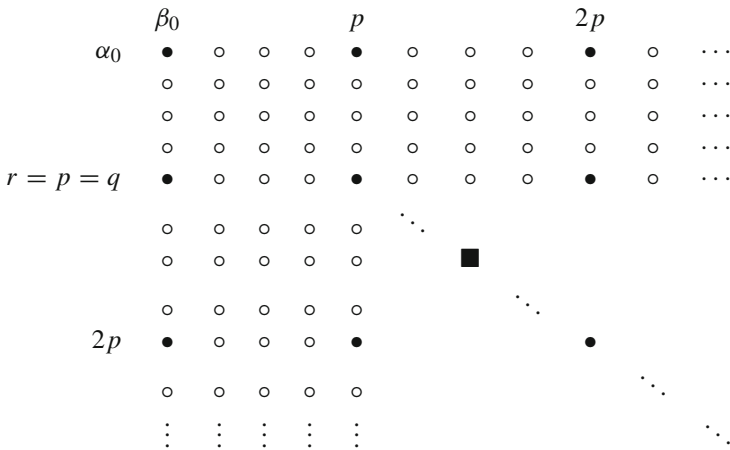 β₀ p 2p
α₀ ···
r = p = q ···
2p